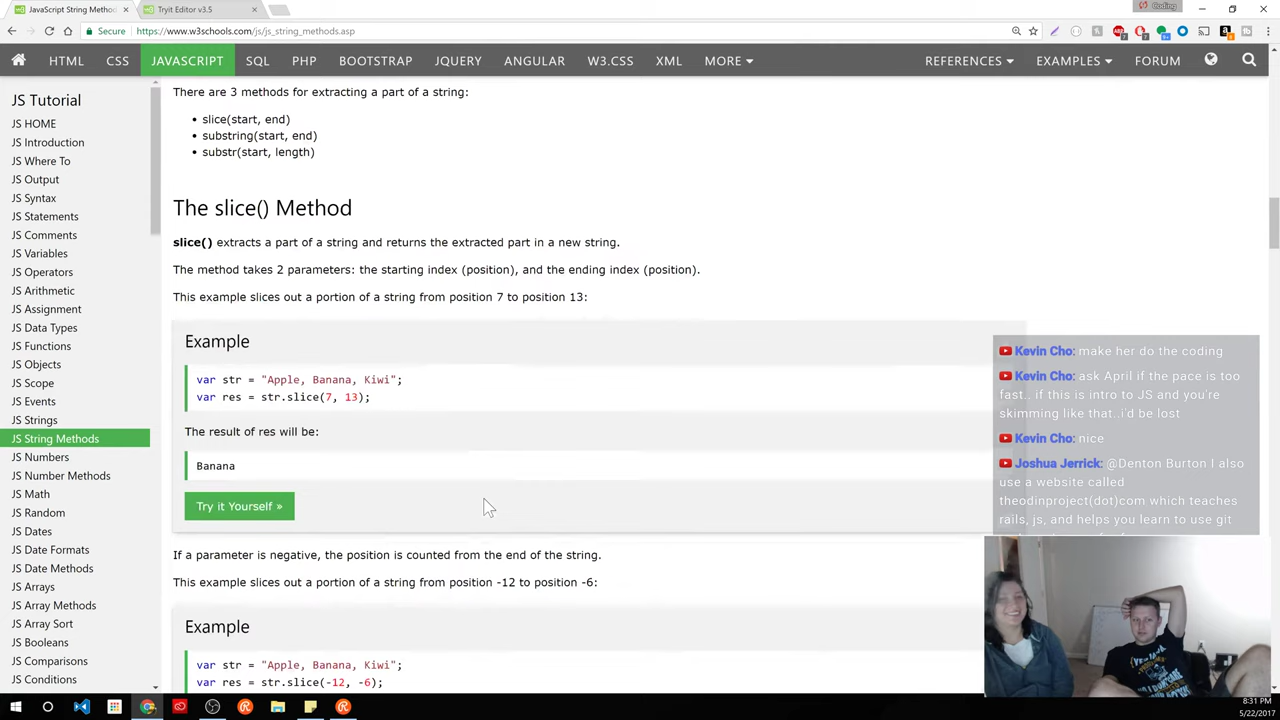 JavaScript String Metho
Tryit Editor v3.5
Coding
Secure
https://www.w3schools.com/js/js_string_methods.asp
HTML CSS JAVASCRIPT SQL PHP BOOTSTRAP JQUERY ANGULAR W3.CSS XML MORE REFERENCES EXAMPLES FORUM
JS Tutorial
JS HOME
JS Introduction
JS Where To
JS Output
JS Syntax
JS Statements
JS Comments
JS Variables
JS Operators
JS Arithmetic
JS Assignment
JS Data Types
JS Functions
JS Objects
JS Scope
JS Events
JS Strings
JS String Methods
JS Numbers
JS Number Methods
JS Math
JS Random
JS Dates
JS Date Formats
JS Date Methods
JS Arrays
JS Array Methods
JS Array Sort
JS Booleans
JS Comparisons
JS Conditions
There are 3 methods for extracting a part of a string:
• slice(start, end)
• substring(start, end)
• substr(start, length)
The slice() Method
slice() extracts a part of a string and returns the extracted part in a new string.
The method takes 2 parameters: the starting index (position), and the ending index (position).
This example slices out a portion of a string from position 7 to position 13:
Example
var str = "Apple, Banana, Kiwi";
var res = str.slice(7, 13);
The result of res will be:
Banana
Try it Yourself »
If a parameter is negative, the position is counted from the end of the string.
This example slices out a portion of a string from position -12 to position -6:
Example
var str = "Apple, Banana, Kiwi";
var res = str.slice(-12, -6);
Kevin Cho: make her do the coding
Kevin Cho: ask April if the pace is too
fast.. if this is intro to JS and you're
skimming like that..i'd be lost
Kevin Cho: nice
Joshua Jerrick: @Denton Burton I also
use a website called
theodinproject(dot)com which teaches
rails, js, and helps you learn to use git
8:31 PM
5/22/2017